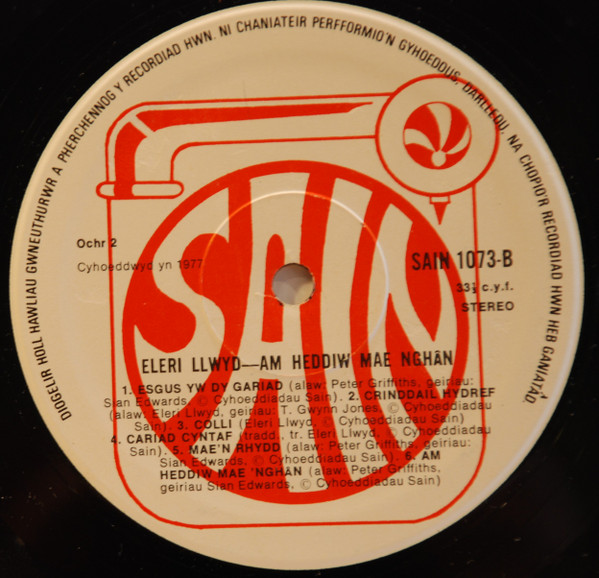 DIOGELIR HOLL HAWLIAU GWNEUTHURWR A PHERCHENNOG Y RECORDIAD HWN. NI CHANIATEIR PERFFORMIO'N GYHOEDDUS, DARLLEDU, NA CHOPIO'R RECORDIAD HWN HEB GANIATÂD
SAIN
Ochr 2
Cyhoeddwyd yn 1977
SAIN 1073-B
33⅓ c.y.f.
STEREO
ELERI LLWYD—AM HEDDIW MAE NGHÂN
1. ESGUS YW DY GARIAD (alaw: Peter Griffiths, geiriau:
Sian Edwards, © Cyhoeddiadau Sain). 2. CRINDDAIL HYDREF
(alaw: Eleri Llwyd, geiriau: T. Gwynn Jones, © Cyhoeddiadau
Sain). 3. COLLI (Eleri Llwyd, © Cyhoeddiadau Sain)
4. CARIAD CYNTAF (tradd., tr. Eleri Llwyd, © Cyhoeddiadau
Sain). 5. MAE'N RHYDD (alaw: Peter Griffiths, geiriau:
Sian Edwards, © Cyhoeddiadau Sain). 6. AM
HEDDIW MAE 'NGHÂN (alaw: Peter Griffiths,
geiriau Sian Edwards, © Cyhoeddiadau Sain)